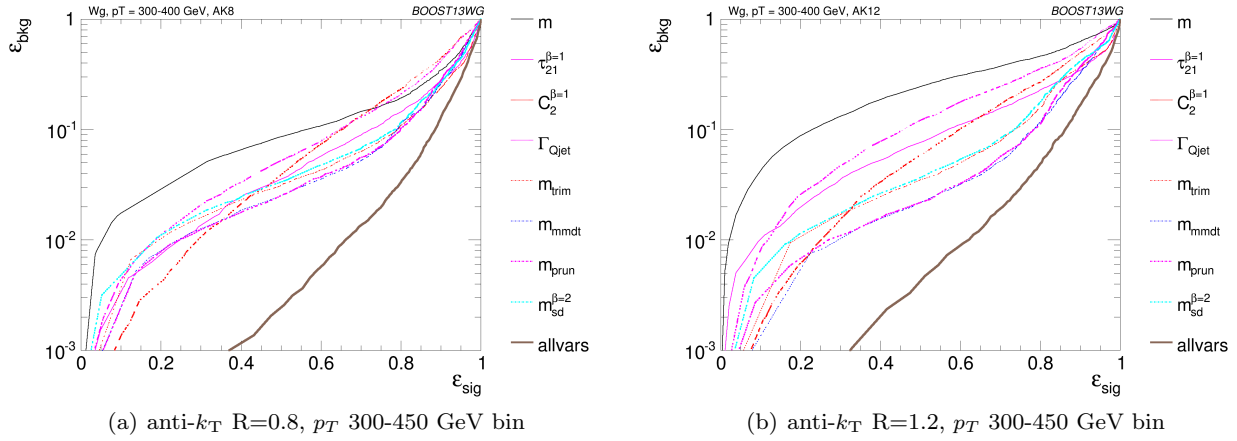 Wg, pT = 300-400 GeV, AK8 BOOST13WG
ε_bkg
1
10^-1
10^-2
10^-3
0 0.2 0.4 0.6 0.8 1
ε_sig
m
τ_21^β=1
C_2^β=1
Γ_Qjet
m_trim
m_mmdt
m_prun
m_sd^β=2
allvars
(a) anti-k_T R=0.8, p_T 300-450 GeV bin
Wg, pT = 300-400 GeV, AK12 BOOST13WG
ε_bkg
1
10^-1
10^-2
10^-3
0 0.2 0.4 0.6 0.8 1
ε_sig
m
τ_21^β=1
C_2^β=1
Γ_Qjet
m_trim
m_mmdt
m_prun
m_sd^β=2
allvars
(b) anti-k_T R=1.2, p_T 300-450 GeV bin